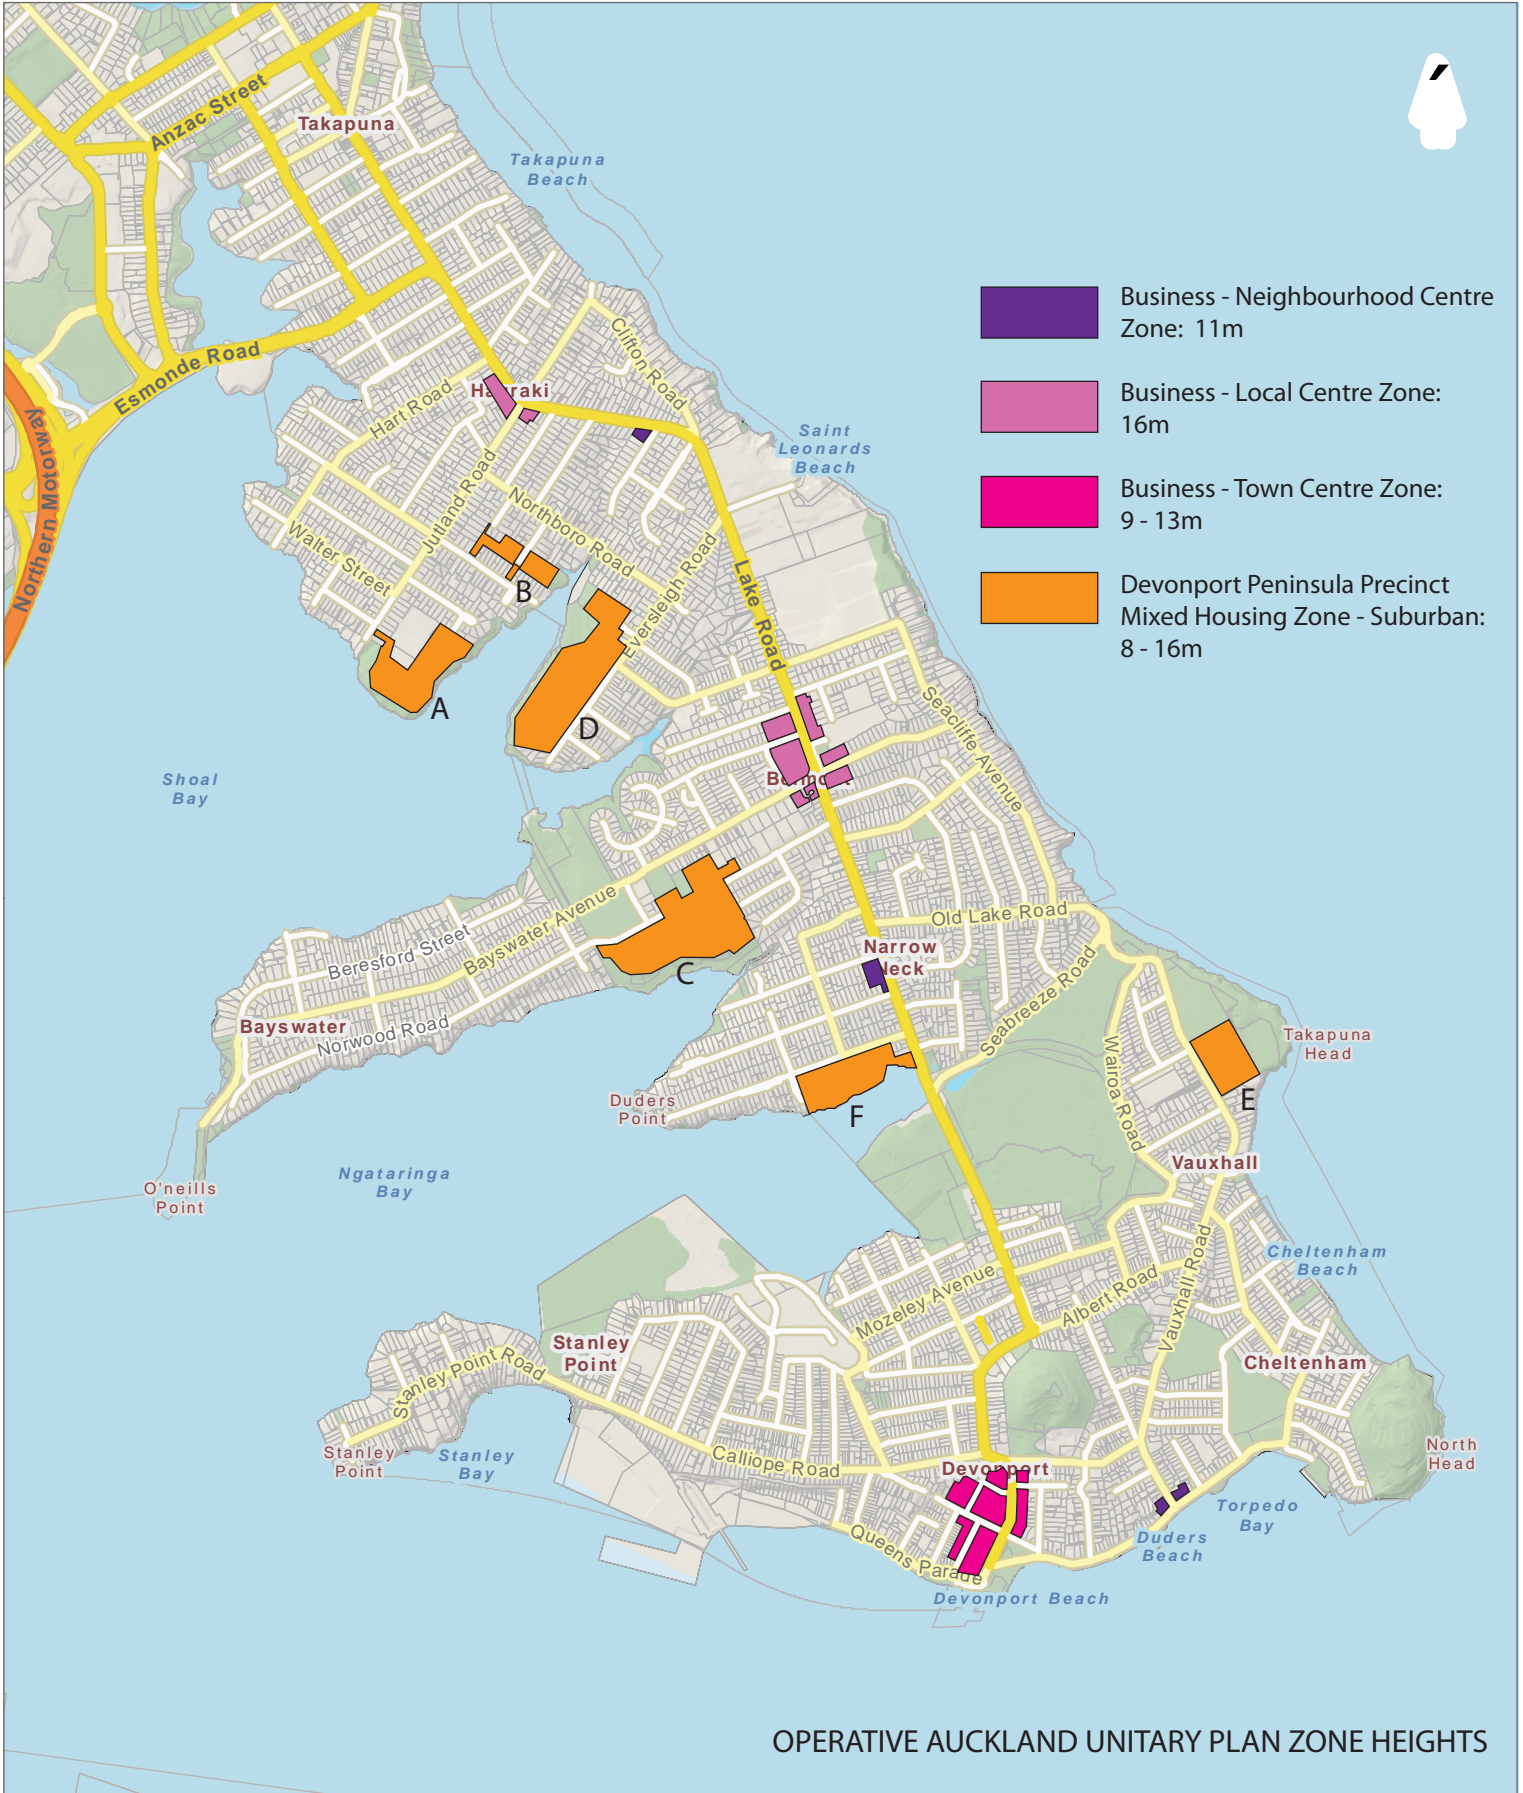 Anzac Street
Takapuna
Takapuna
Beach
Business - Neighbourhood Centre
Zone: 11m
Business - Local Centre Zone:
16m
Business - Town Centre Zone:
9 - 13m
Devonport Peninsula Precinct
Mixed Housing Zone - Suburban:
8 - 16m
Esmonde Road
Clifton Road
Hauraki
Hart Road
Northern Motorway
Saint
Leonards
Beach
Jutland Road
Northboro Road
Walter Street
B
Eversleigh Road
Lake Road
A
D
Seacliffe Avenue
Shoal
Bay
Belmont
Bayswater Avenue
Beresford Street
Old Lake Road
Narrow
Neck
C
Seabreeze Road
Bayswater
Norwood Road
Takapuna
Head
Wairoa Road
Duders
Point
F
E
Vauxhall
Ngataringa
Bay
O'neills
Point
Vauxhall Road
Cheltenham
Beach
Mozeley Avenue
Albert Road
Stanley
Point
Cheltenham
Stanley Point Road
Stanley
Point
Stanley
Bay
Calliope Road
Devonport
North
Head
Torpedo
Bay
Duders
Beach
Queens Parade
Devonport Beach
OPERATIVE AUCKLAND UNITARY PLAN ZONE HEIGHTS